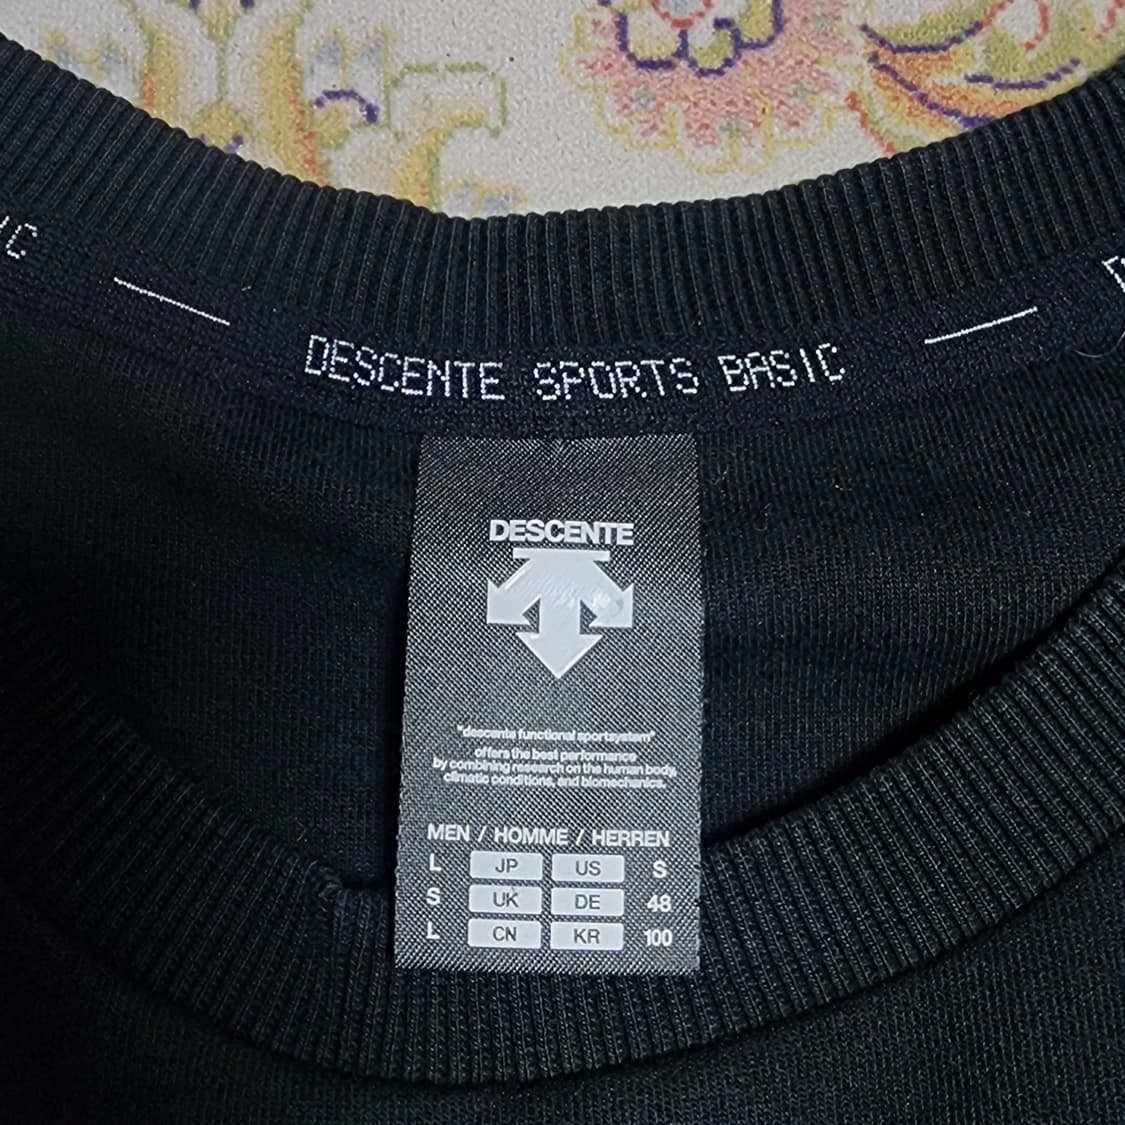 IC
DESCENTE SPORTS BASIC
D
DESCENTE
"descente functional sportsystem"
offers the best performance
by combining research on the human body,
climatic conditions, and biomechanics.
MEN / HOMME / HERREN
L JP US S
S UK DE 48
L CN KR 100